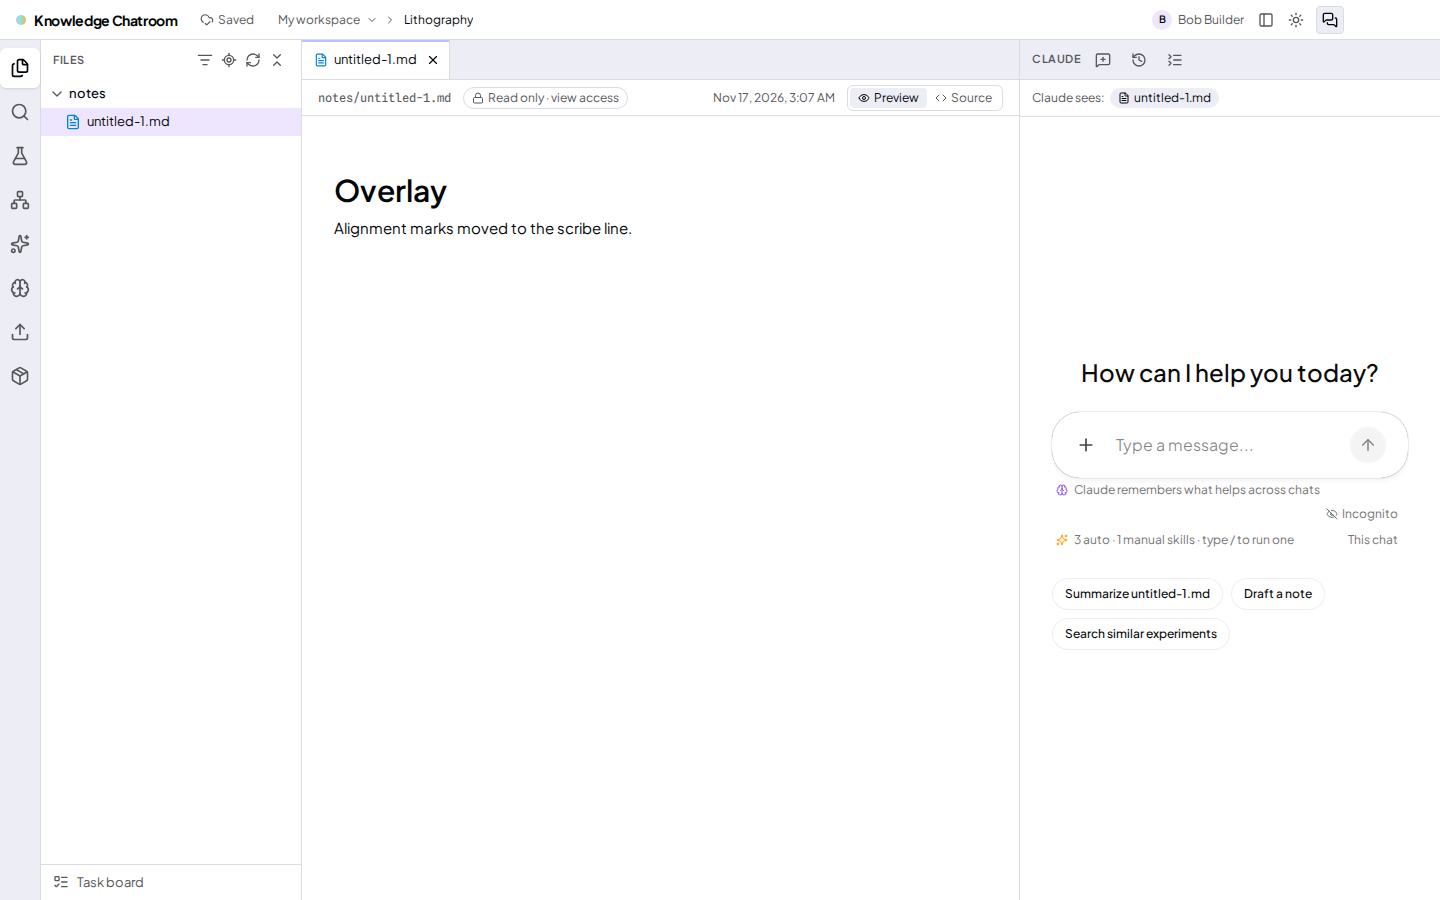 Knowledge Chatroom
Saved
My workspace
Lithography
B
Bob Builder
FILES
notes
untitled-1.md
Task board
untitled-1.md
notes/untitled-1.md
Read only · view access
Nov 17, 2026, 3:07 AM
Preview
Source
Overlay
Alignment marks moved to the scribe line.
CLAUDE
Claude sees:
untitled-1.md
How can I help you today?
Type a message...
Claude remembers what helps across chats
Incognito
3 auto · 1 manual skills · type / to run one
This chat
Summarize untitled-1.md
Draft a note
Search similar experiments